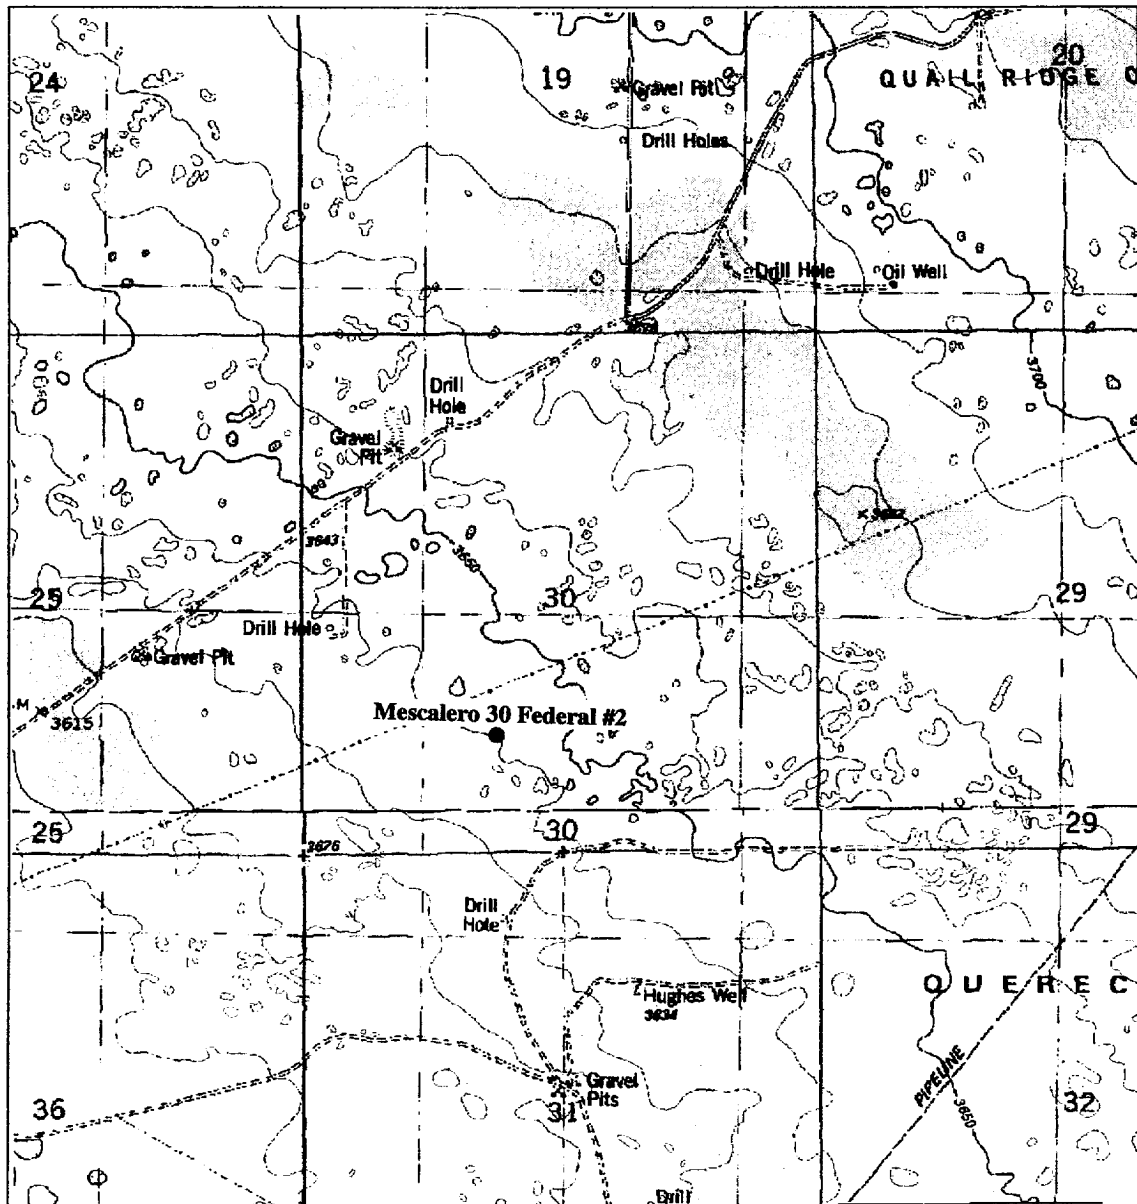 24
19
20
QUAIL RIDGE
Gravel Pit
Drill Holes
Drill Hole
Oil Well
3700
Drill
Hole
Gravel
Pit
3643
3650
25
30
29
Drill Hole
Gravel Pit
M
3615
Mescalero 30 Federal #2
25
30
29
3676
Drill
Hole
QUEREC
Hughes Well
3634
PIPELINE
Gravel
Pits
36
31
32
3650
Drill